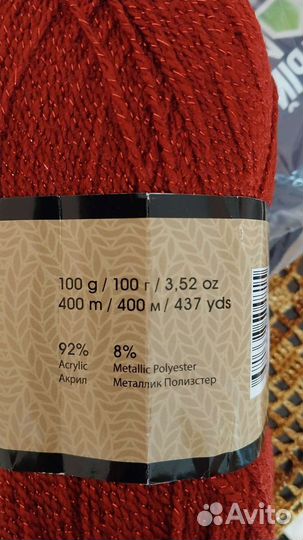 100 g / 100 г / 3,52 oz
400 m / 400 м / 437 yds
92% 8%
Acrylic Metallic Polyester
Акрил Металлик Полиэстер
Avito